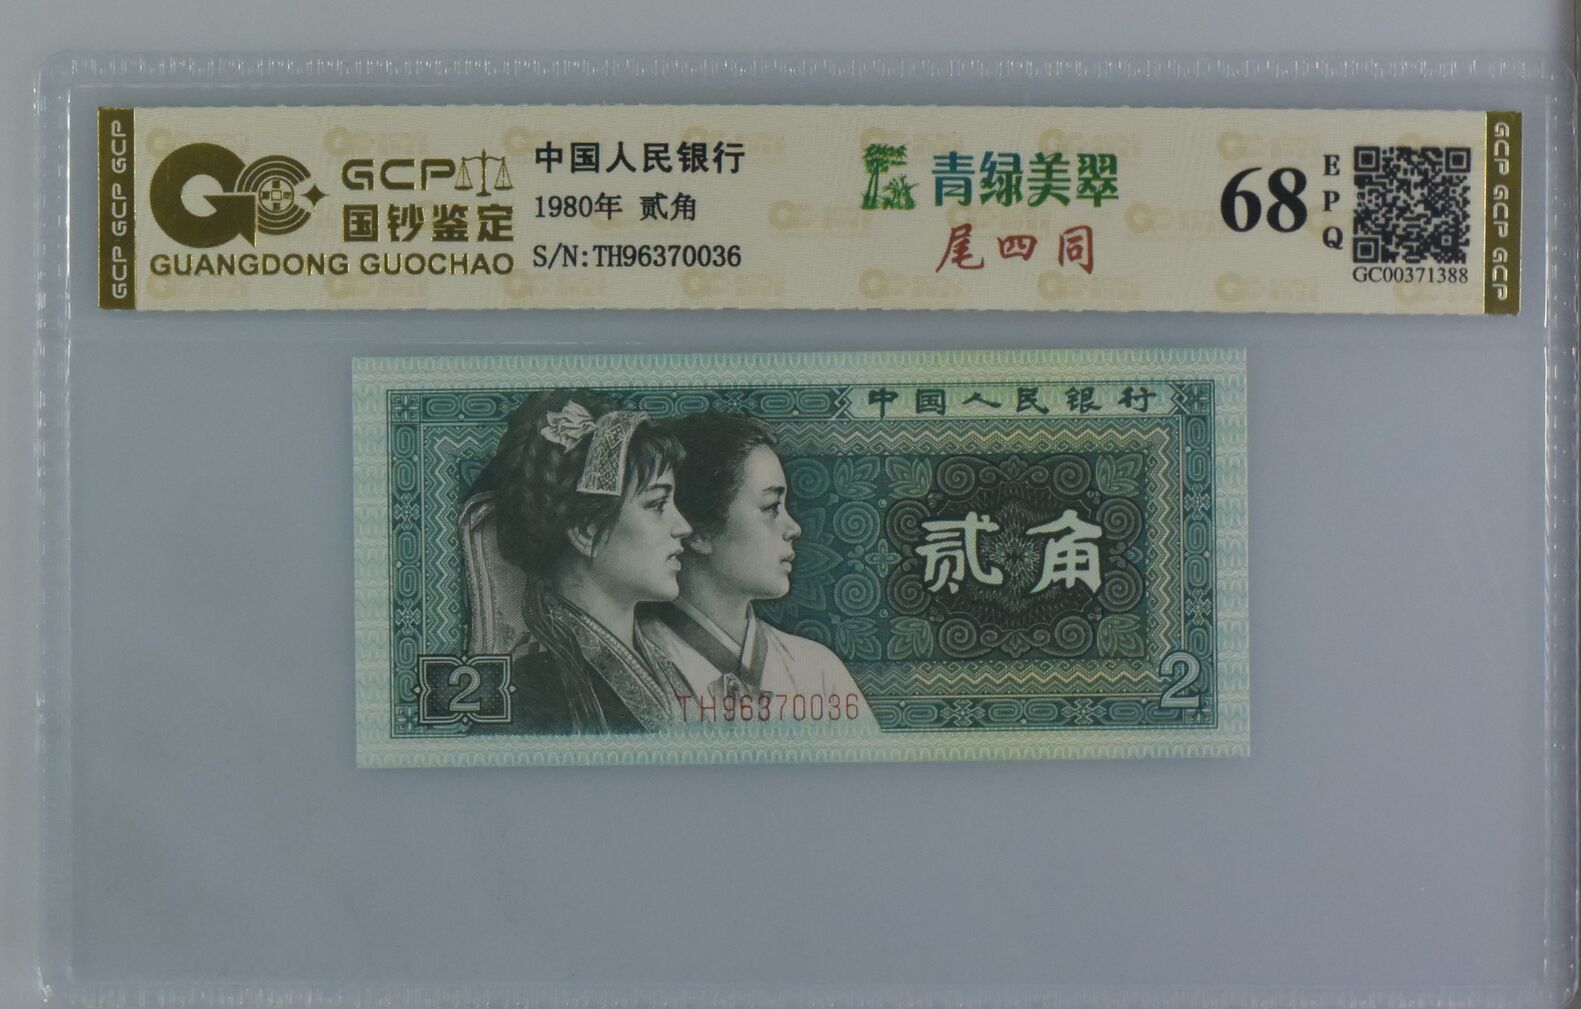 GCP GCP GCP
GCP
国钞鉴定
GUANGDONG GUOCHAO
中国人民银行
1980年 贰角
S/N:TH96370036
青绿美翠
尾四同
68
EPQ
GC00371388
GCP GCP GCP
中国人民银行
贰角
2
2
TH96370036